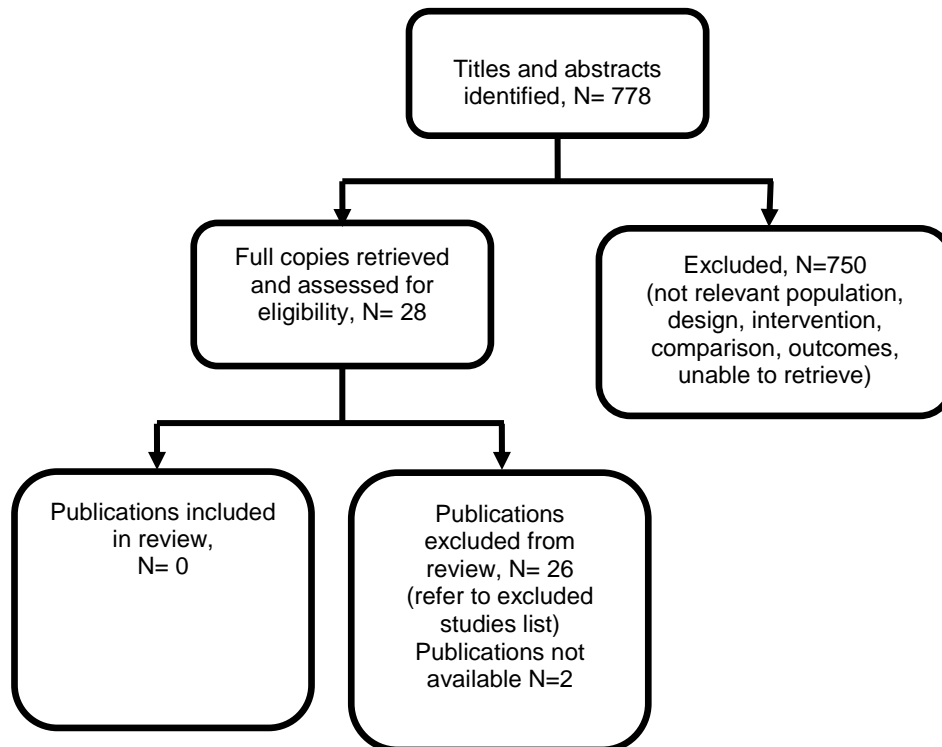 Titles and abstracts
identified, N= 778
Full copies retrieved
and assessed for
eligibility, N= 28
Excluded, N=750
(not relevant population,
design, intervention,
comparison, outcomes,
unable to retrieve)
Publications included
in review,
N= 0
Publications
excluded from
review, N= 26
(refer to excluded
studies list)
Publications not
available N=2